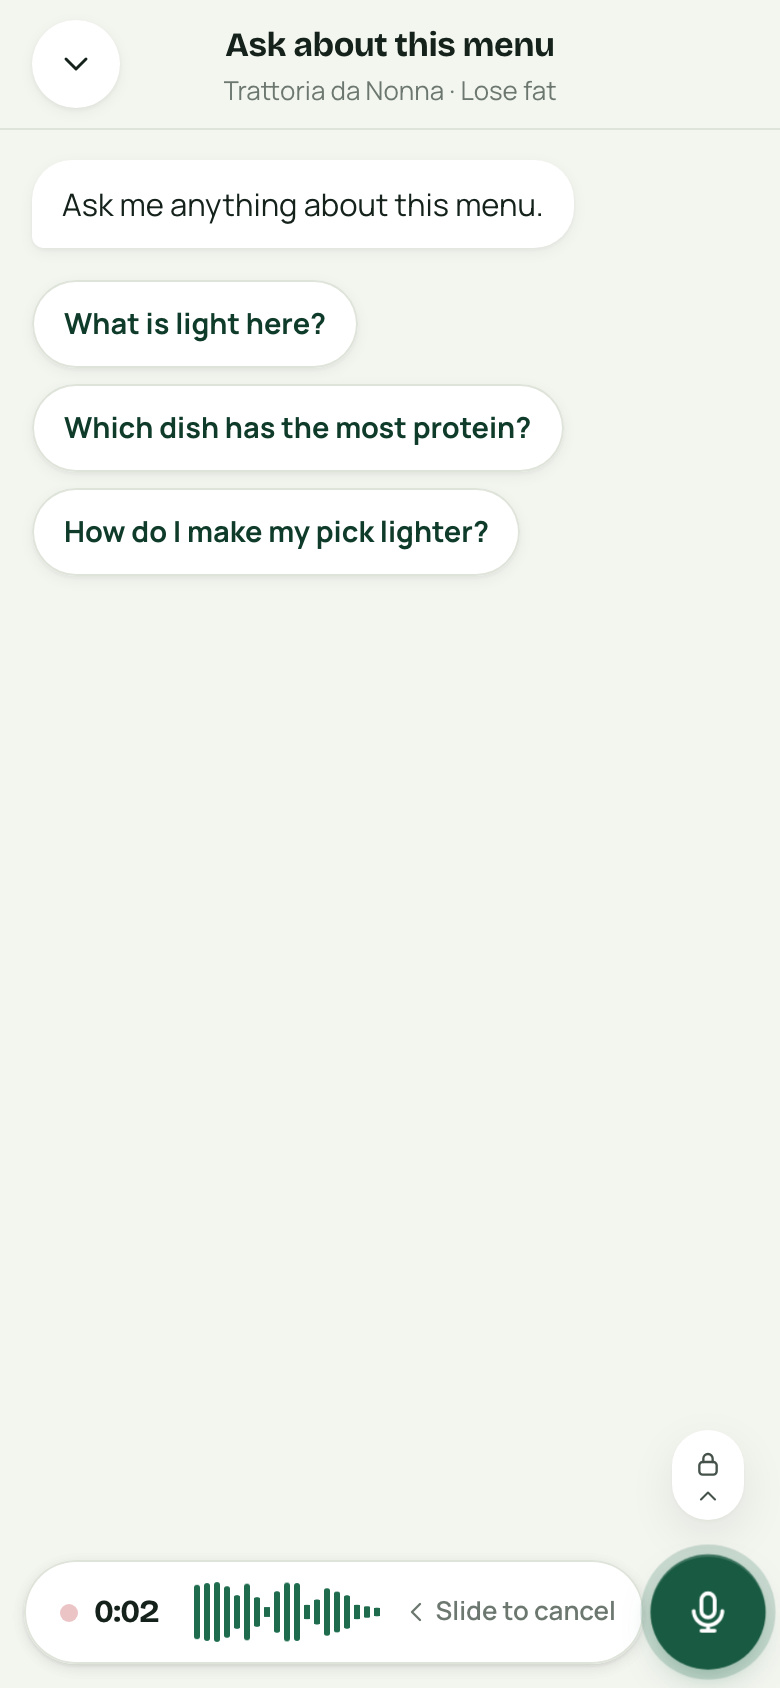 Ask about this menu
Trattoria da Nonna · Lose fat
Ask me anything about this menu.
What is light here?
Which dish has the most protein?
How do I make my pick lighter?
0:02
Slide to cancel